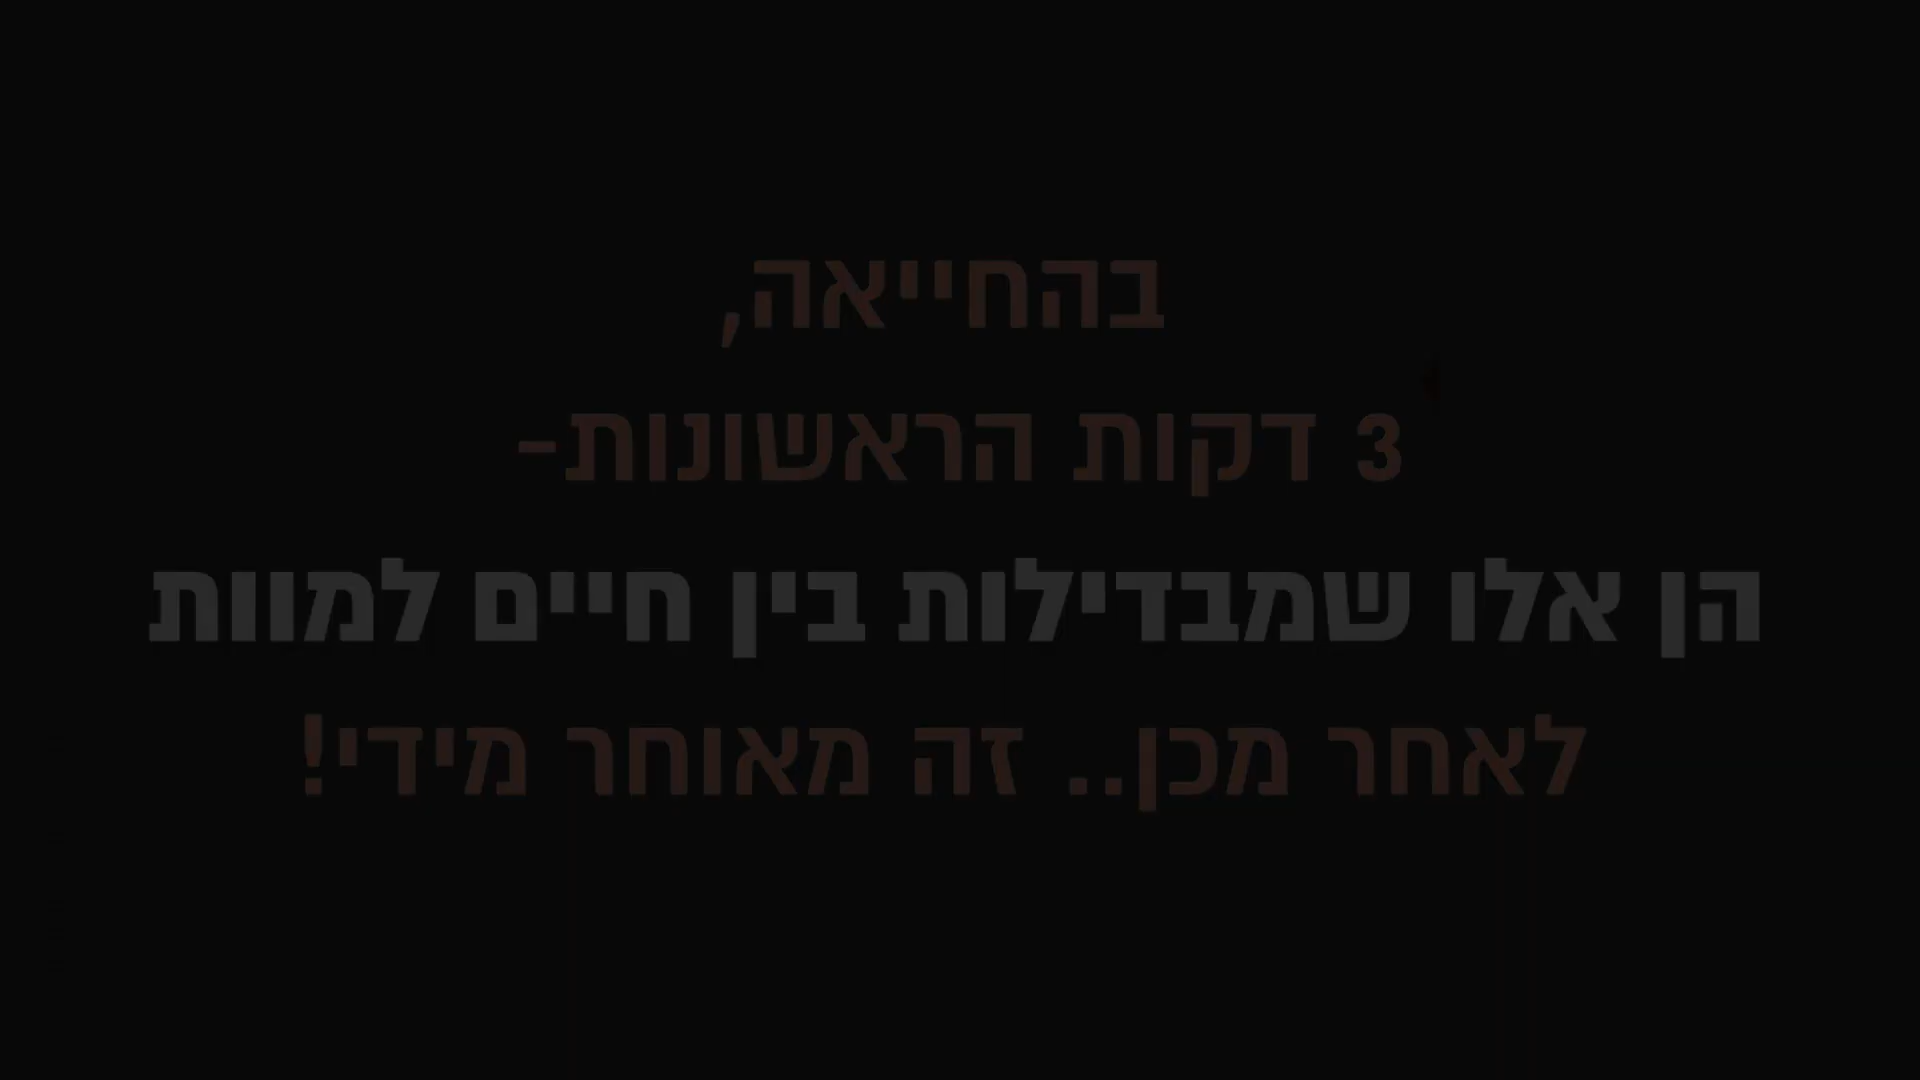 בהחייאה,
3 דקות הראשונות-
הן אלו שמבדילות בין חיים למוות
לאחר מכן.. זה מאוחר מידי!